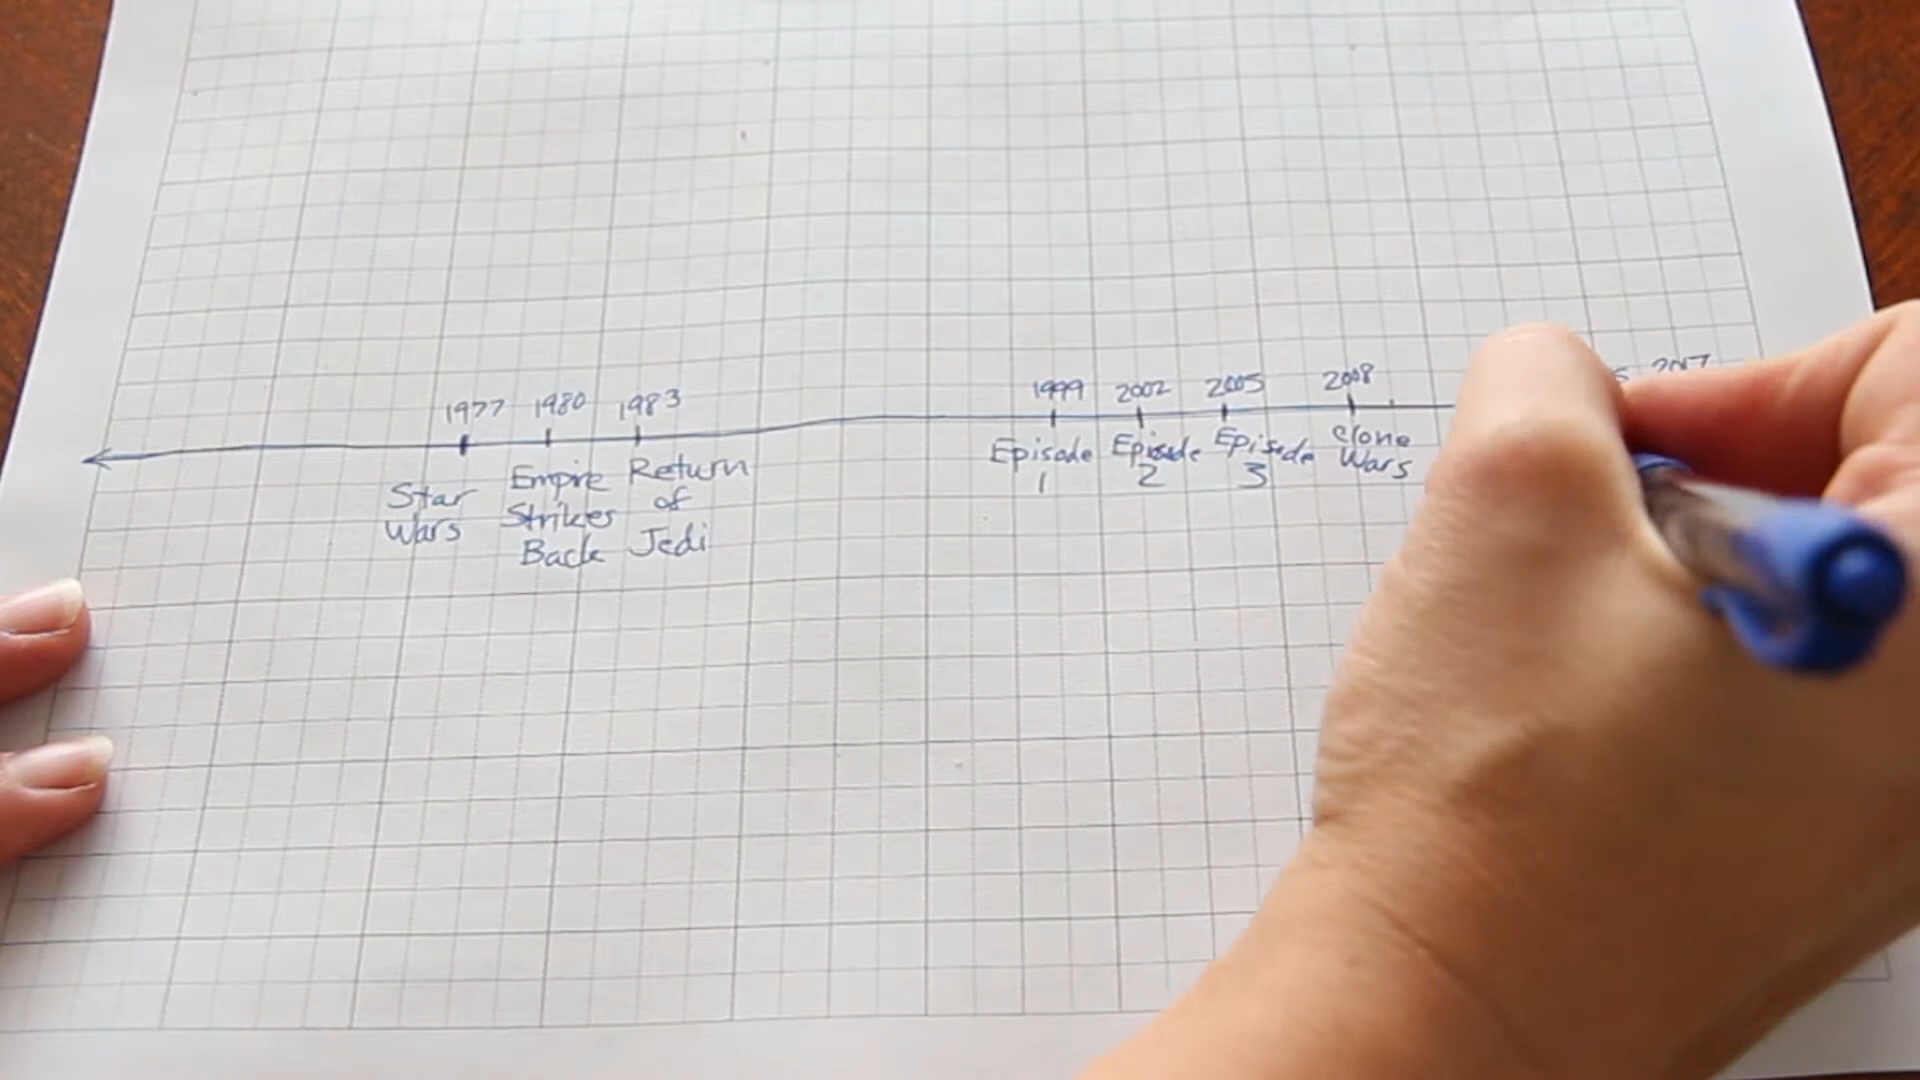 1977 1980 1983 1999 2002 2005 2008 2017
Star
Wars
Empire
Strikes
Back
Return
of
Jedi
Episode
1
Episode
2
Episode
3
Clone
Wars